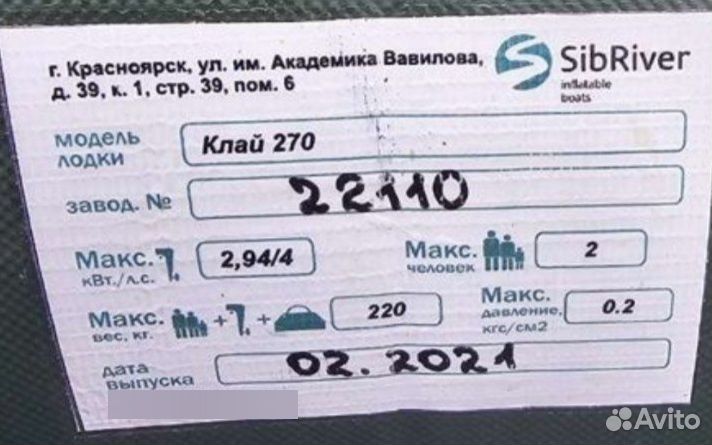 г. Красноярск, ул. им. Академика Вавилова,
д. 39, к. 1, стр. 39, пом. 6
SibRiver
inflatable
boats
модель
лодки
Клай 270
завод. №
22110
Макс.
кВт./л.с.
2,94/4
Макс.
человек
2
Макс.
вес, кг.
+ +
220
Макс.
давление,
кгс/см2
0.2
дата
выпуска
02.2021
Avito